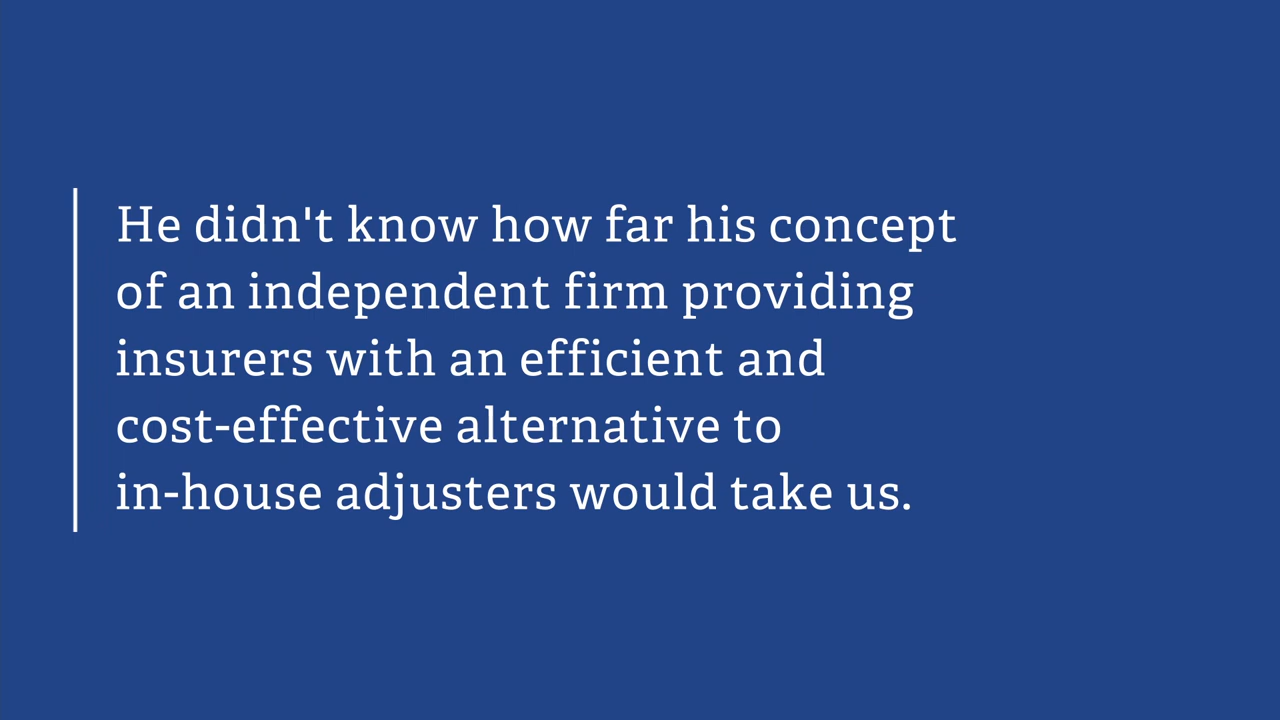 He didn't know how far his concept
of an independent firm providing
insurers with an efficient and
cost-effective alternative to
in-house adjusters would take us.